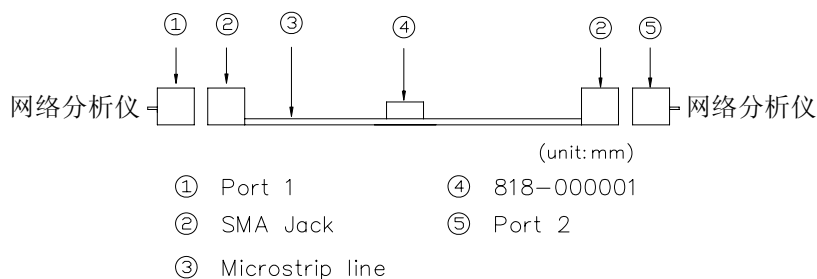 ① ② ③ ④ ② ⑤
网络分析仪 网络分析仪
(unit:mm)
① Port 1 ④ 818-000001
② SMA Jack ⑤ Port 2
③ Microstrip line